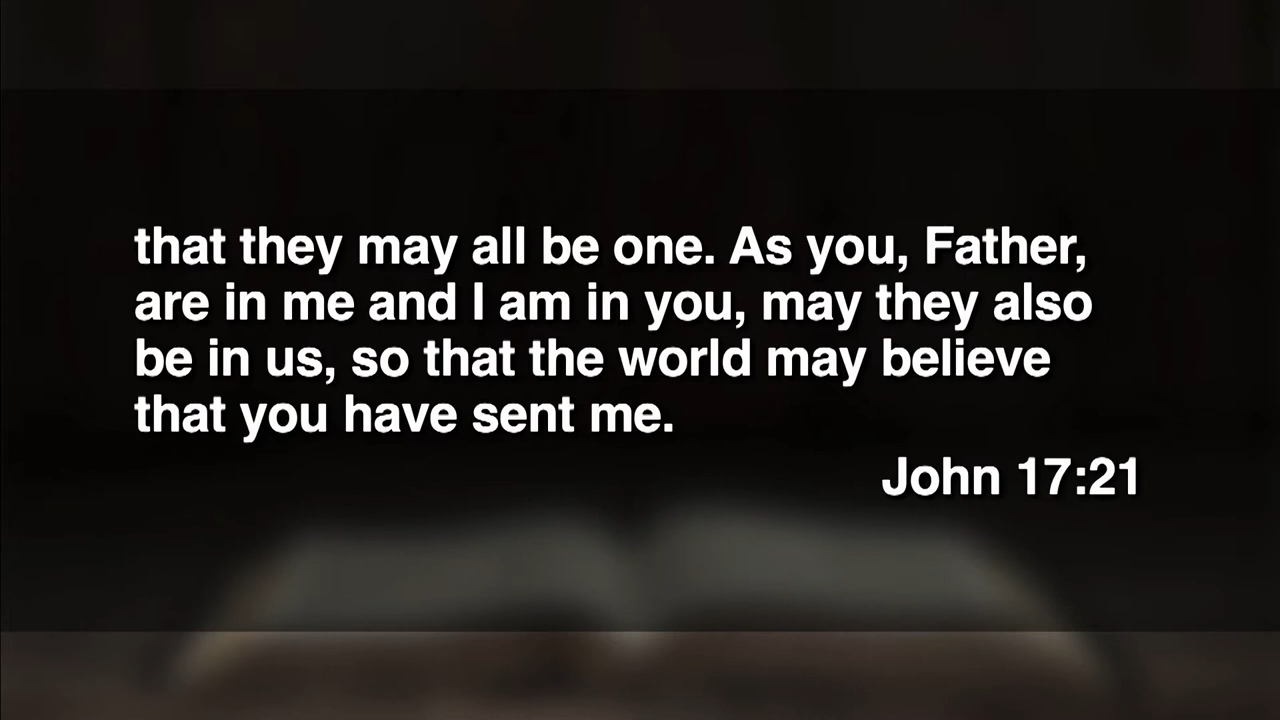 that they may all be one. As you, Father,
are in me and I am in you, may they also
be in us, so that the world may believe
that you have sent me.
John 17:21